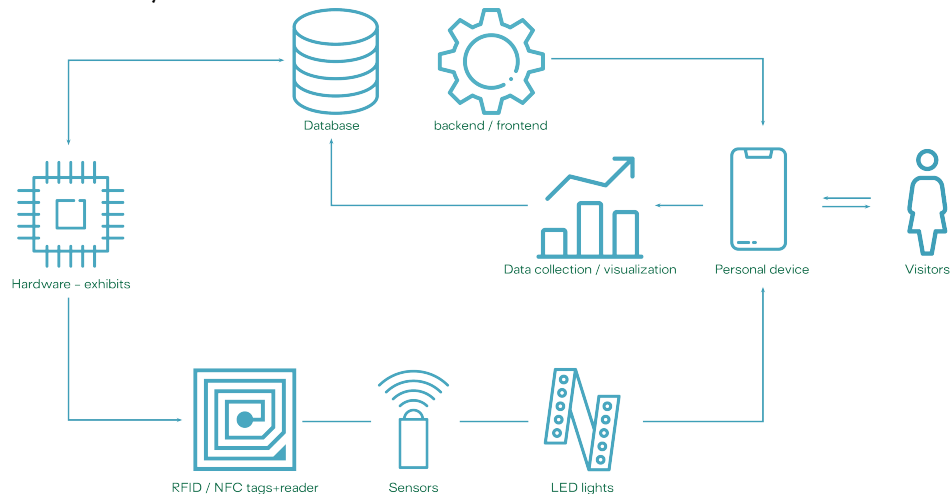 Database
backend / frontend
Hardware – exhibits
Data collection / visualization
Personal device
Visitors
RFID / NFC tags+reader
Sensors
LED lights